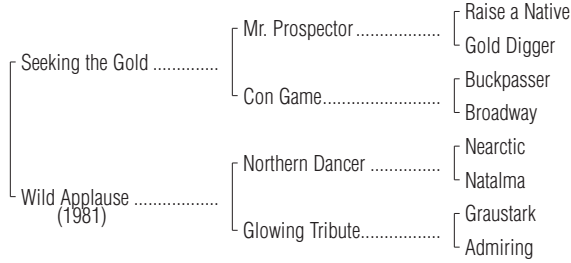 Raise a Native
Mr. Prospector ..................
Gold Digger
Seeking the Gold ..............
Buckpasser
Con Game.........................
Broadway
Nearctic
Northern Dancer ...............
Natalma
Wild Applause ..................
(1981)
Graustark
Glowing Tribute.................
Admiring